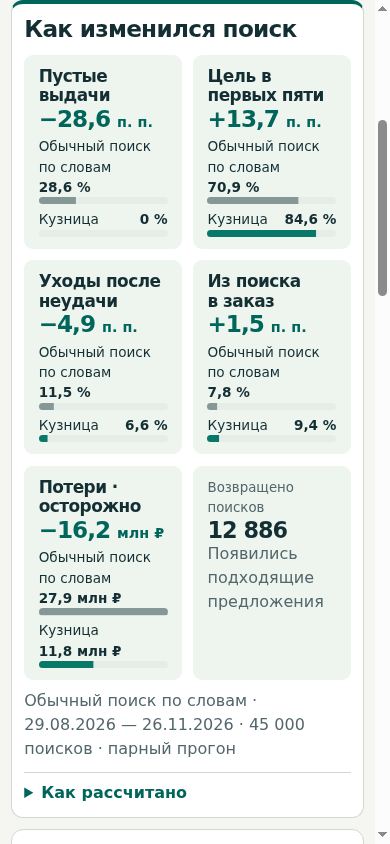 Как изменился поиск
Пустые
выдачи
−28,6 п. п.
Обычный поиск
по словам
28,6 %
Кузница 0 %
Цель в
первых пяти
+13,7 п. п.
Обычный поиск
по словам
70,9 %
Кузница 84,6 %
Уходы после
неудачи
−4,9 п. п.
Обычный поиск
по словам
11,5 %
Кузница 6,6 %
Из поиска
в заказ
+1,5 п. п.
Обычный поиск
по словам
7,8 %
Кузница 9,4 %
Потери ·
осторожно
−16,2 млн ₽
Обычный поиск
по словам
27,9 млн ₽
Кузница
11,8 млн ₽
Возвращено
поисков
12 886
Появились
подходящие
предложения
Обычный поиск по словам ·
29.08.2026 — 26.11.2026 · 45 000
поисков · парный прогон
Как рассчитано